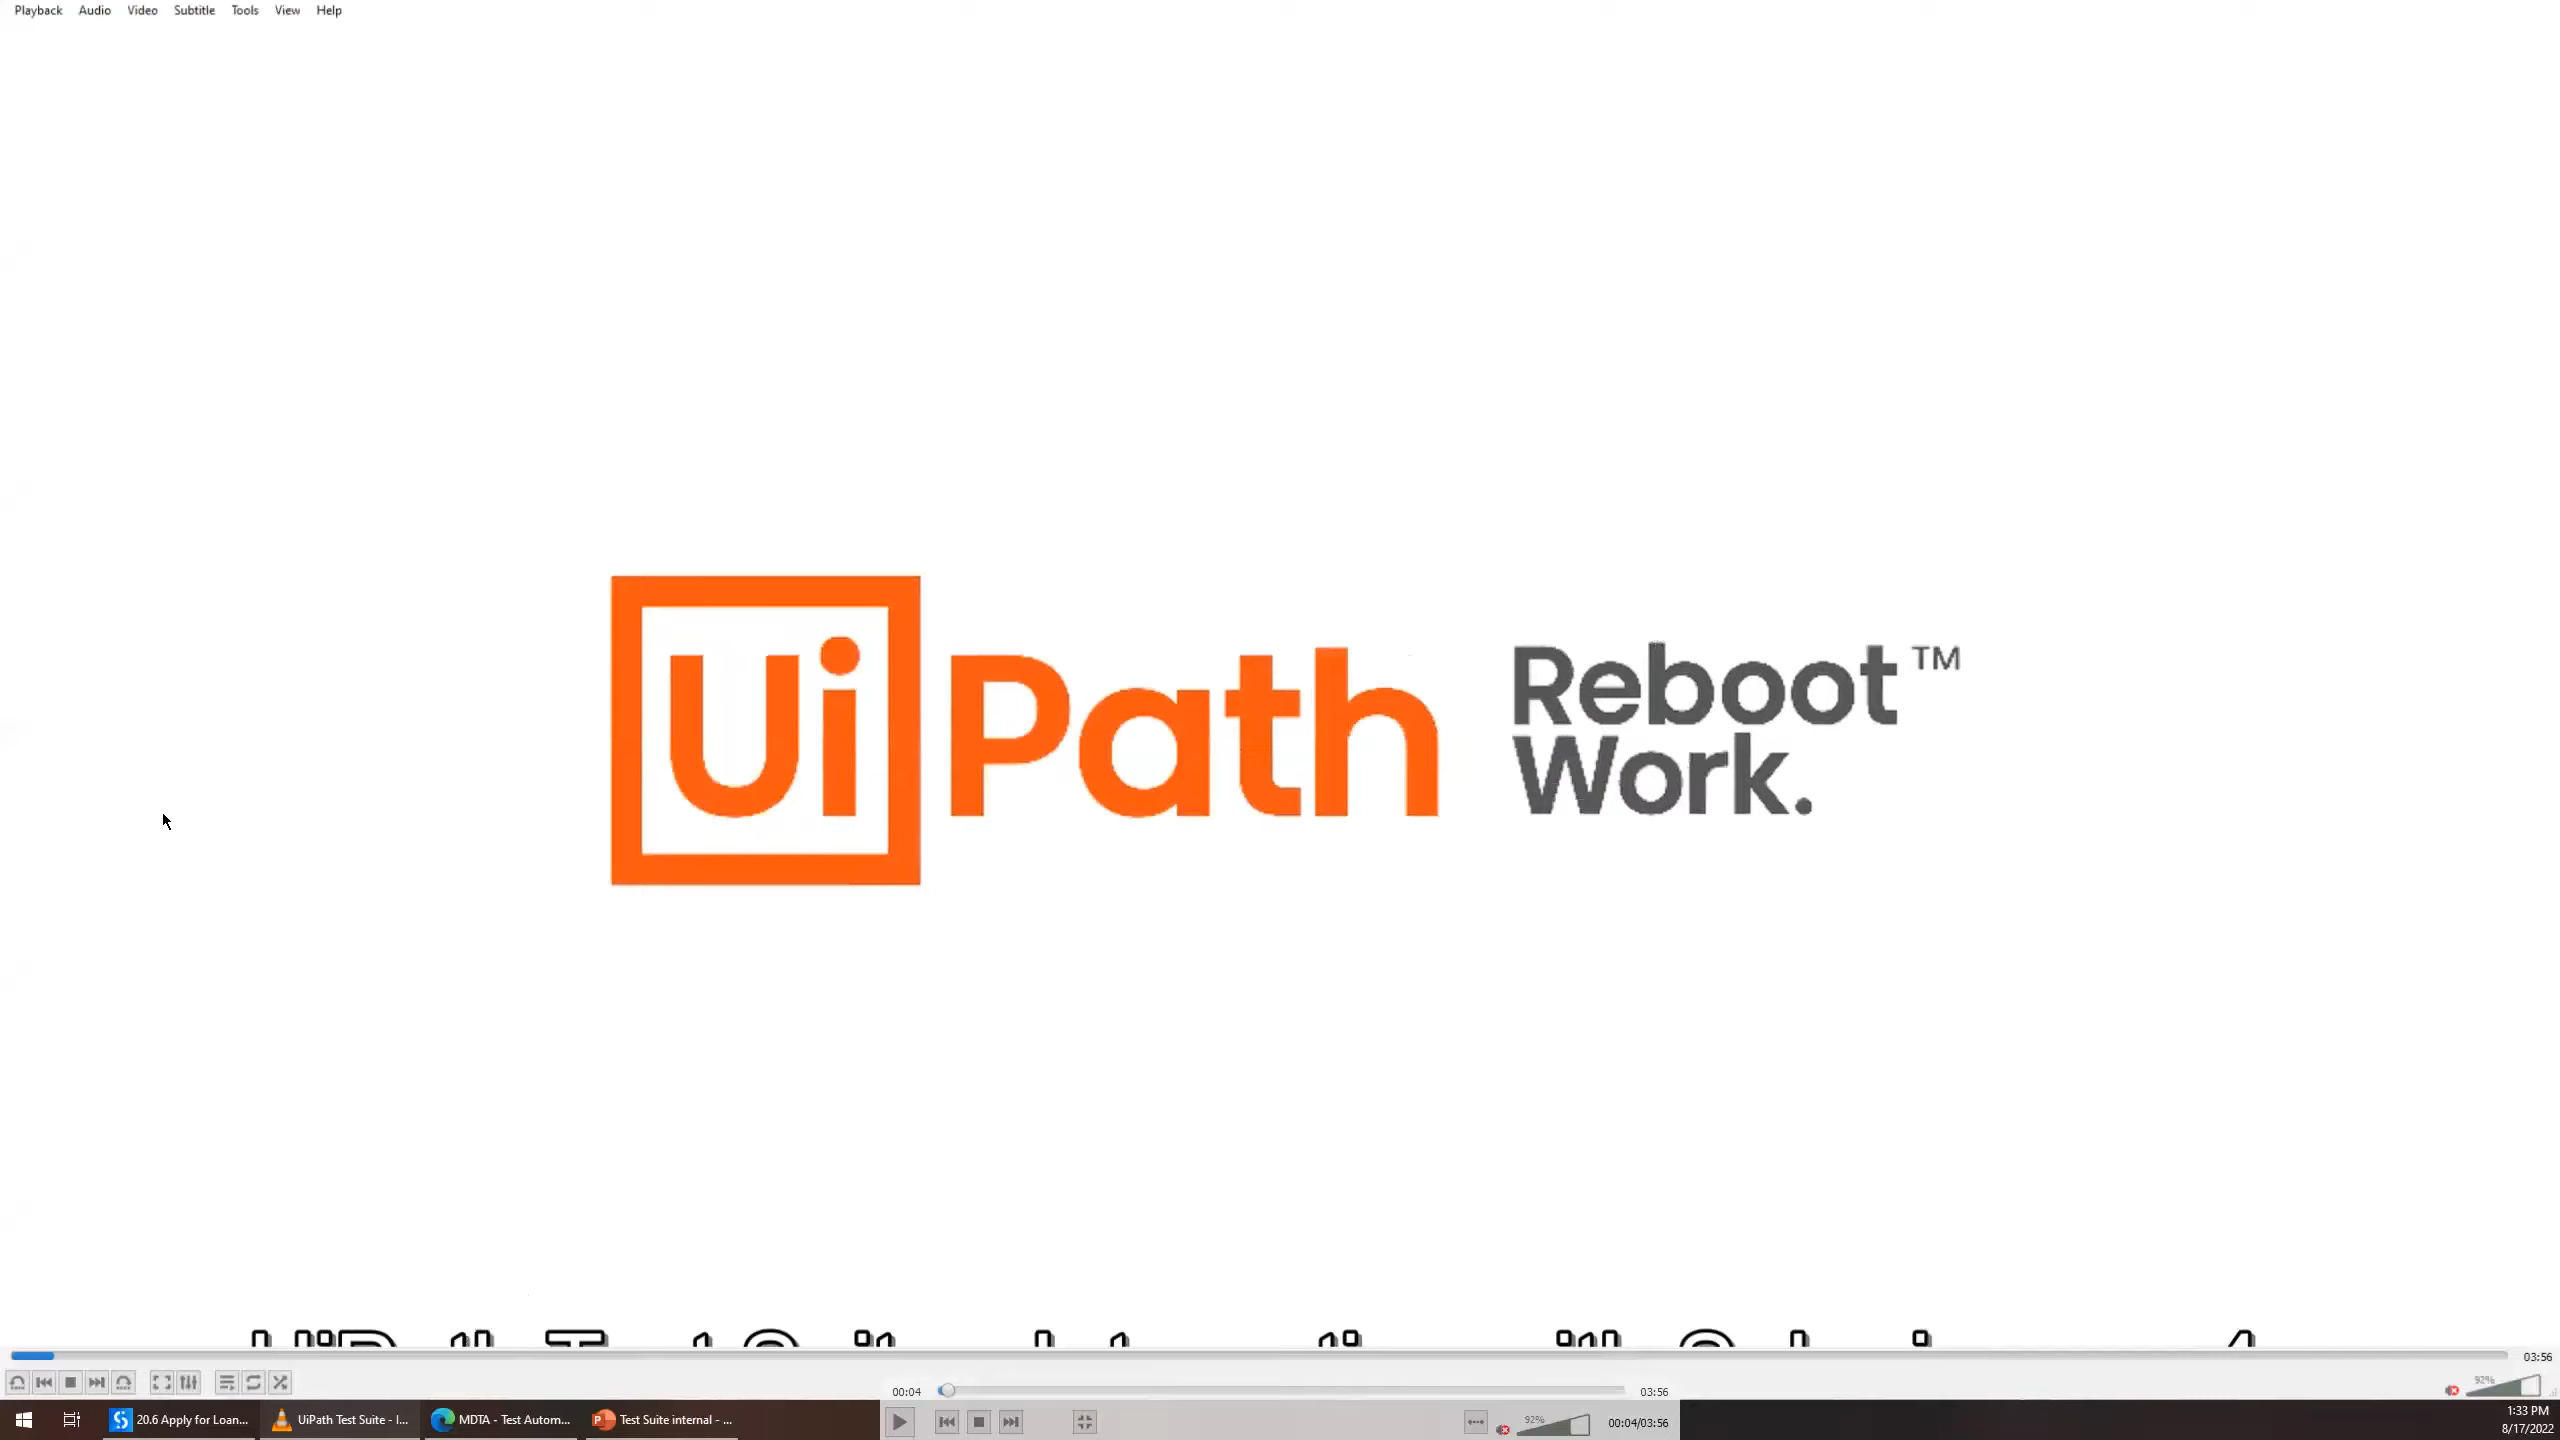 Playback Audio Video Subtitle Tools View Help
UiPath
Reboot™
Work.
03:56
92%
00:04 03:56
92% 00:04/03:56
20.6 Apply for Loan...
UiPath Test Suite - I...
MDTA - Test Autom...
Test Suite internal - ...
1:33 PM
8/17/2022